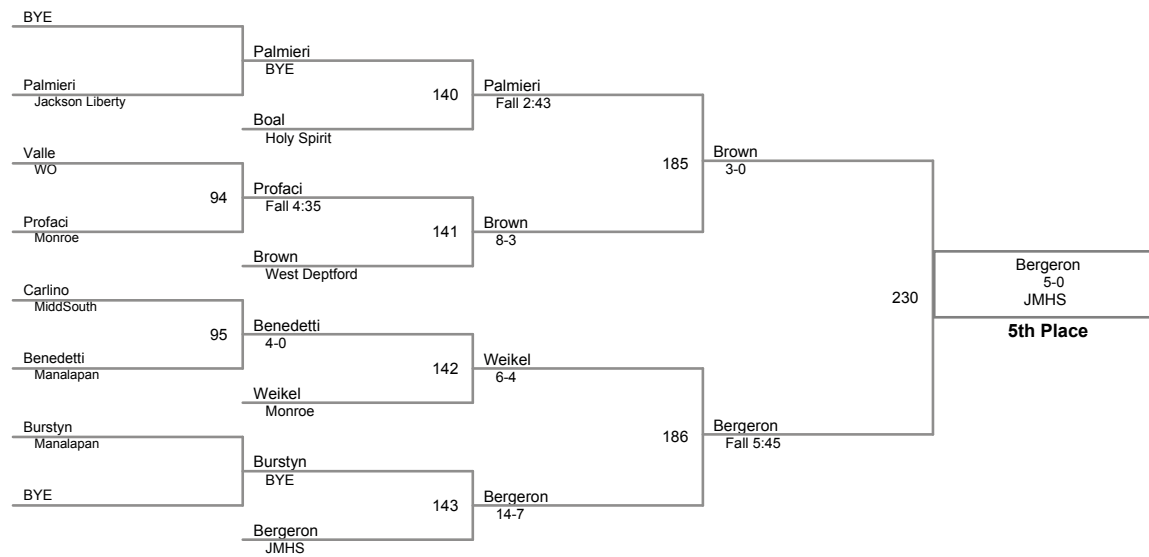 BYE
Palmieri
BYE
Palmieri
Jackson Liberty
140
Palmieri
Fall 2:43
Boal
Holy Spirit
Valle
WO
185
Brown
3-0
94
Profaci
Fall 4:35
Profaci
Monroe
141
Brown
8-3
Brown
West Deptford
Bergeron
5-0
JMHS
Carlino
MiddSouth
230
95
Benedetti
4-0
5th Place
Benedetti
Manalapan
142
Weikel
6-4
Weikel
Monroe
Burstyn
Manalapan
186
Bergeron
Fall 5:45
Burstyn
BYE
BYE
143
Bergeron
14-7
Bergeron
JMHS